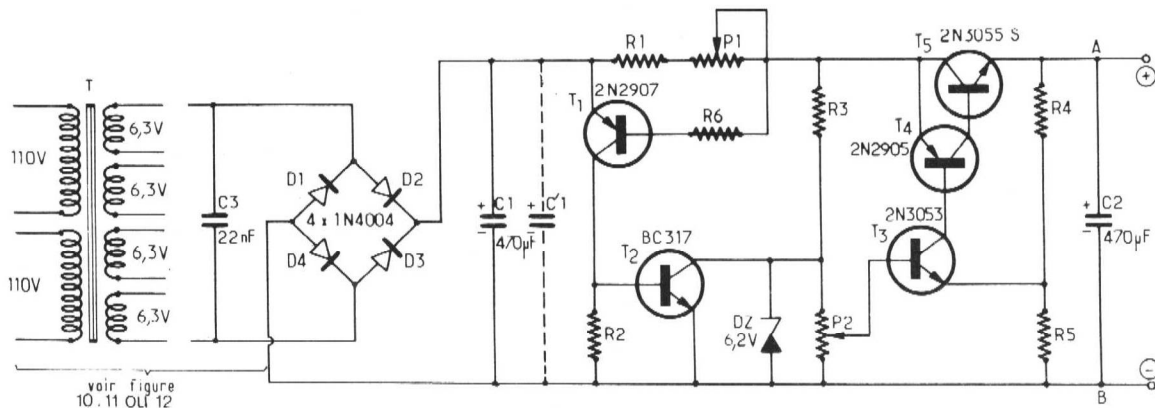 T
110V
110V
6,3V
6,3V
6,3V
6,3V
voir figure
10.11 OU 12
C3
22nF
D1
D2
4 x 1N4004
D4
D3
+
C1
470µF
−
+
C'1
−
R1
P1
T1
2N2907
R6
T2
BC317
R2
DZ
6,2V
R3
P2
T5
2N3055 S
T4
2N2905
2N3053
T3
R4
R5
A
+
+
C2
−
470µF
B
−